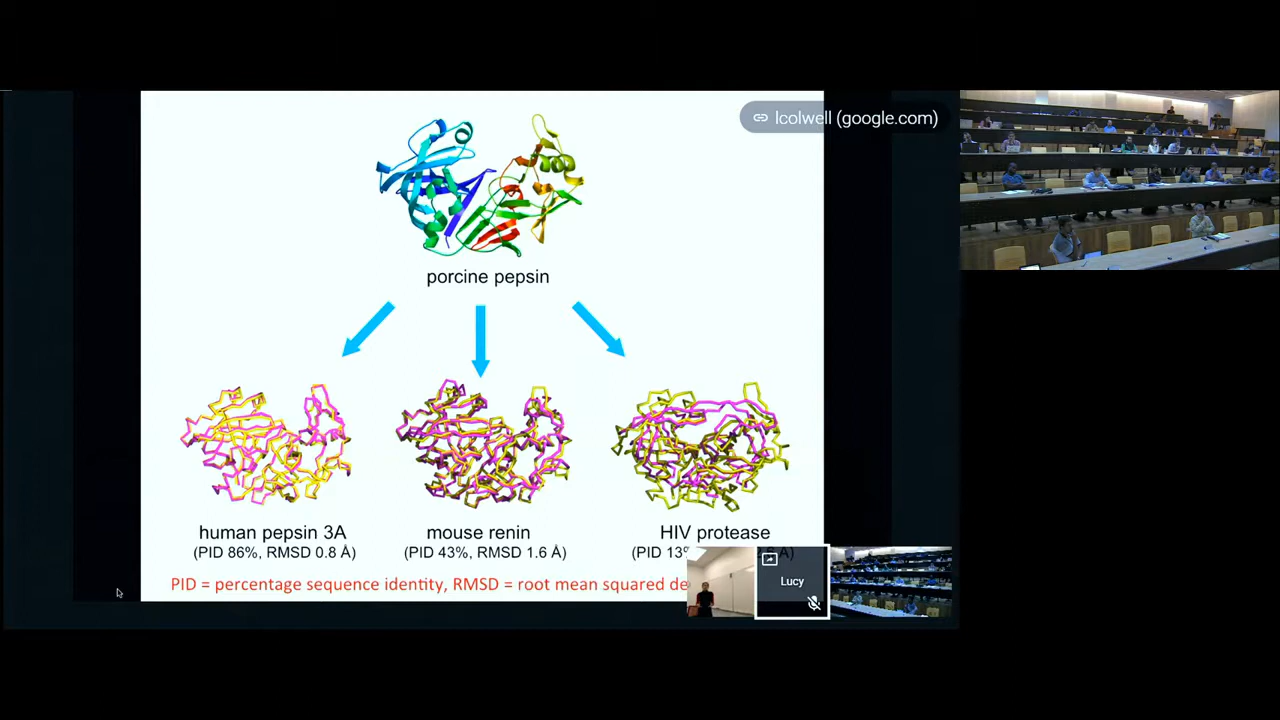 lcolwell (google.com)
porcine pepsin
human pepsin 3A
(PID 86%, RMSD 0.8 Å)
mouse renin
(PID 43%, RMSD 1.6 Å)
HIV protease
(PID 13%
Å)
PID = percentage sequence identity, RMSD = root mean squared de
Lucy